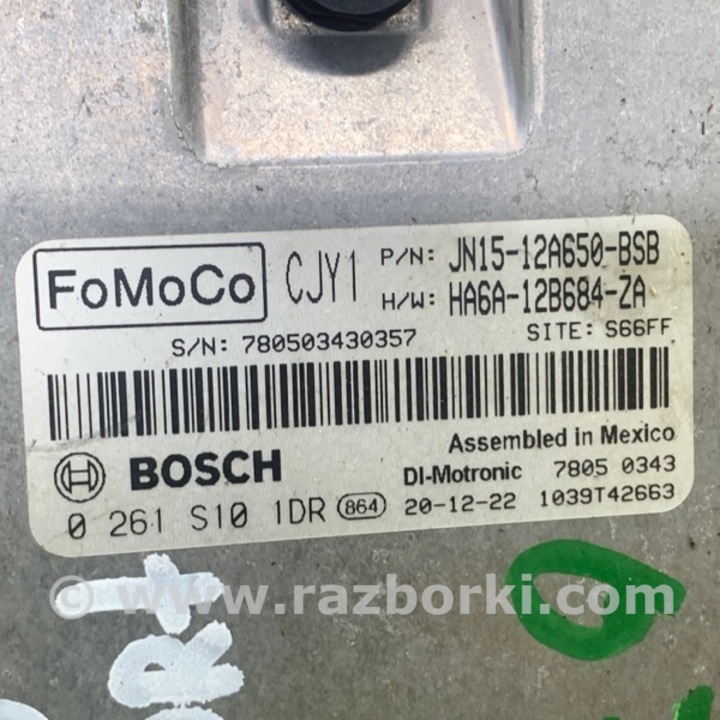 FoMoCo CJY1 P/N: JN15-12A650-BSB
H/W: HA6A-12B684-ZA
S/N: 780503430357 SITE: S66FF
Assembled in Mexico
BOSCH DI-Motronic 7805 0343
0 261 S10 1DR 864 20-12-22 1039T42663
© www.razborki.com